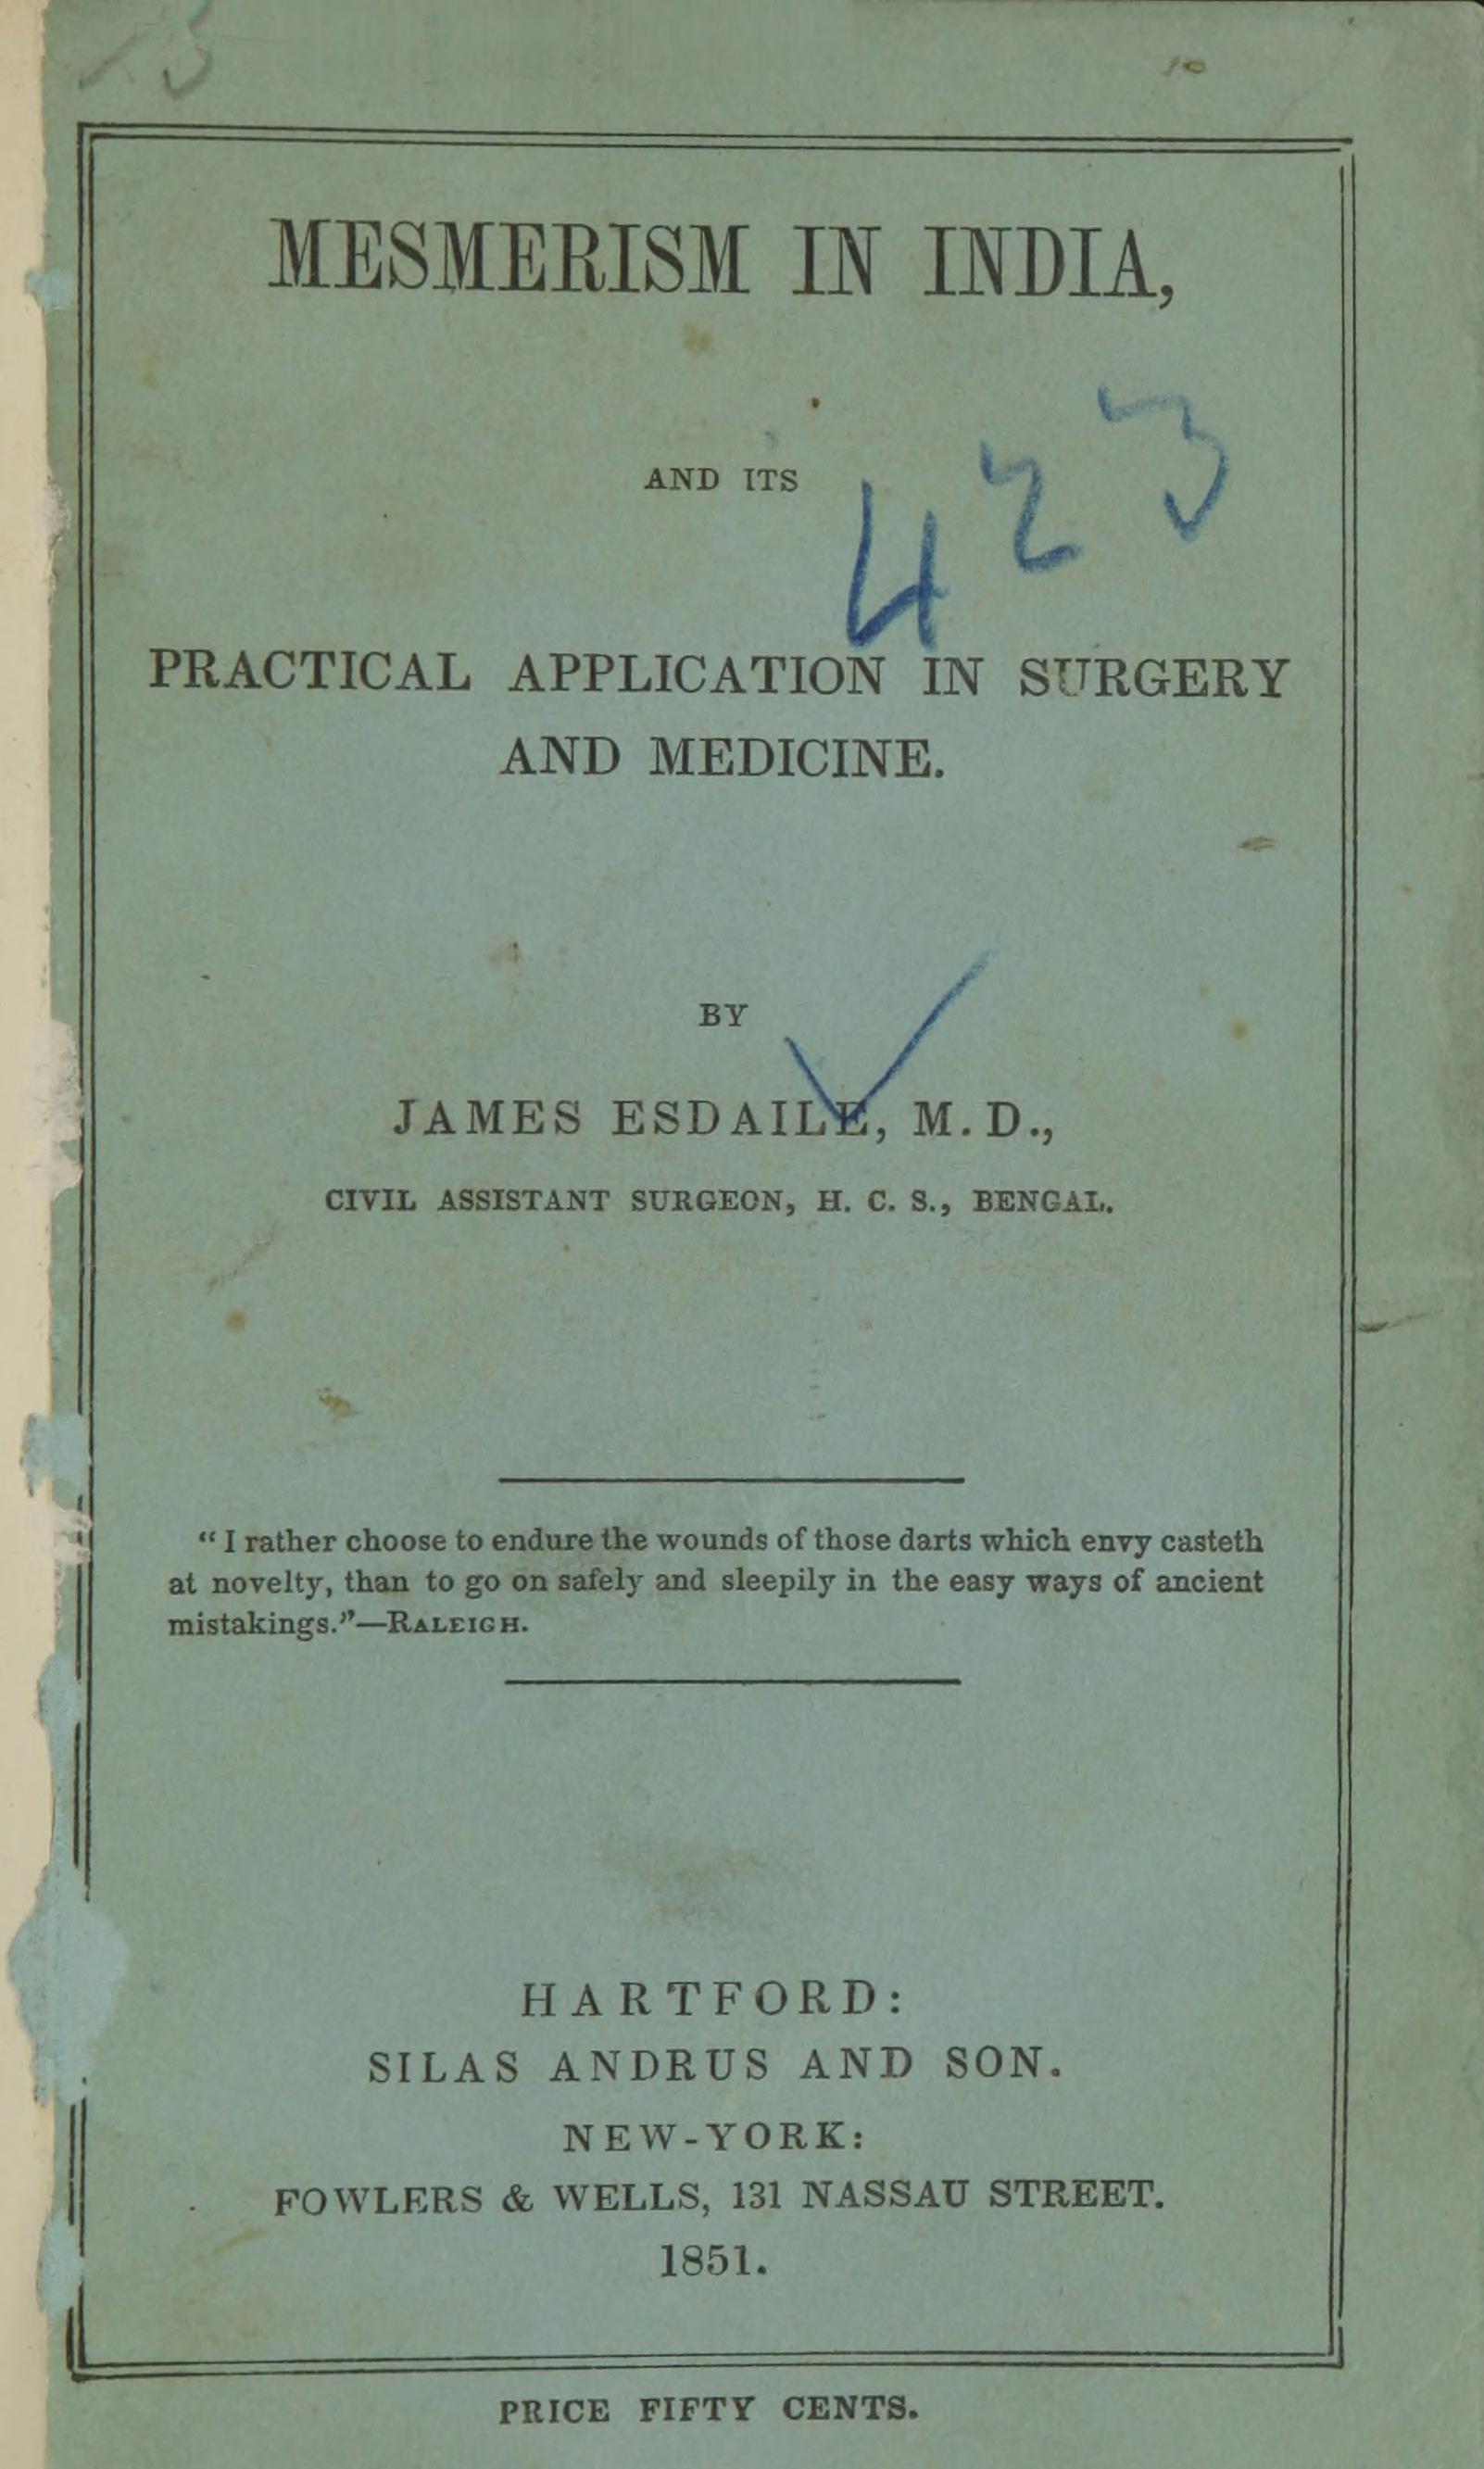 MESMERISM IN INDIA,
AND ITS
423
PRACTICAL APPLICATION IN SURGERY
AND MEDICINE.
BY
JAMES ESDAILE, M. D.,
CIVIL ASSISTANT SURGEON, H. C. S., BENGAL.
“I rather choose to endure the wounds of those darts which envy casteth
at novelty, than to go on safely and sleepily in the easy ways of ancient
mistakings.”—RALEIGH.
HARTFORD:
SILAS ANDRUS AND SON.
NEW-YORK:
FOWLERS & WELLS, 131 NASSAU STREET.
1851.
PRICE FIFTY CENTS.